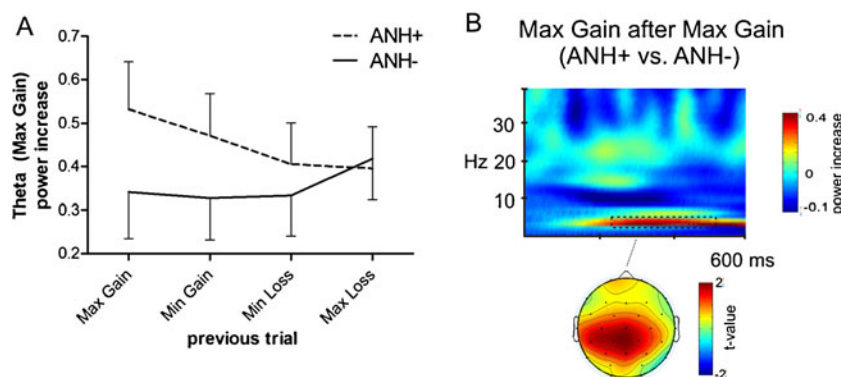 A
0.7
0.6
0.5
0.4
0.3
0.2
Theta (Max Gain)
power increase
ANH+
ANH-
Max Gain
Min Gain
Min Loss
Max Loss
previous trial
B
Max Gain after Max Gain
(ANH+ vs. ANH-)
30
Hz 20
10
600 ms
0.4
0
-0.1
power increase
2
-2
t-value